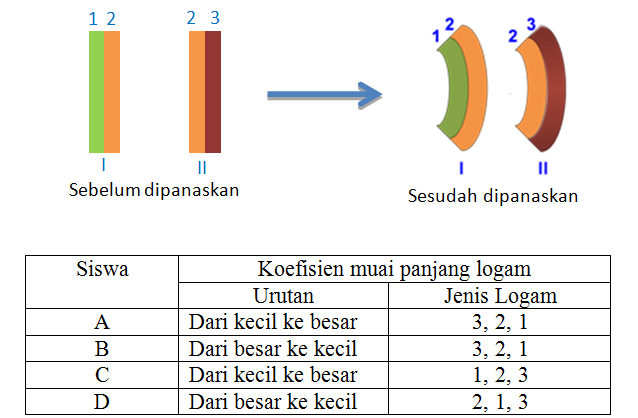 1 2
2 3
I
II
Sebelum dipanaskan
1 2
2 3
I
II
Sesudah dipanaskan
Siswa
Koefisien muai panjang logam
Urutan
Jenis Logam
A
Dari kecil ke besar
3, 2, 1
B
Dari besar ke kecil
3, 2, 1
C
Dari kecil ke besar
1, 2, 3
D
Dari besar ke kecil
2, 1, 3